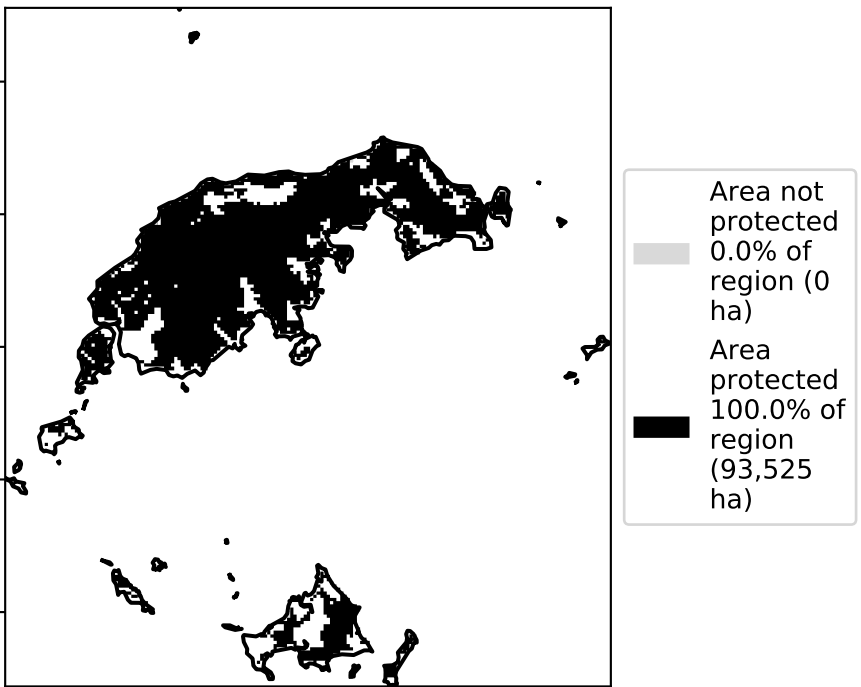 Area not
protected
0.0% of
region (0
ha)
Area
protected
100.0% of
region
(93,525
ha)